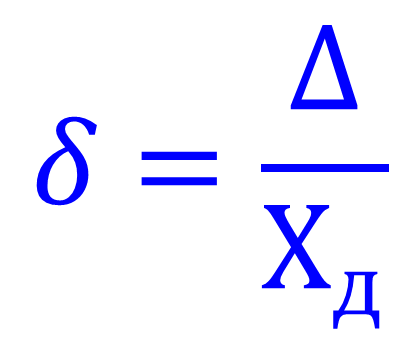 δ = Δ / Xд